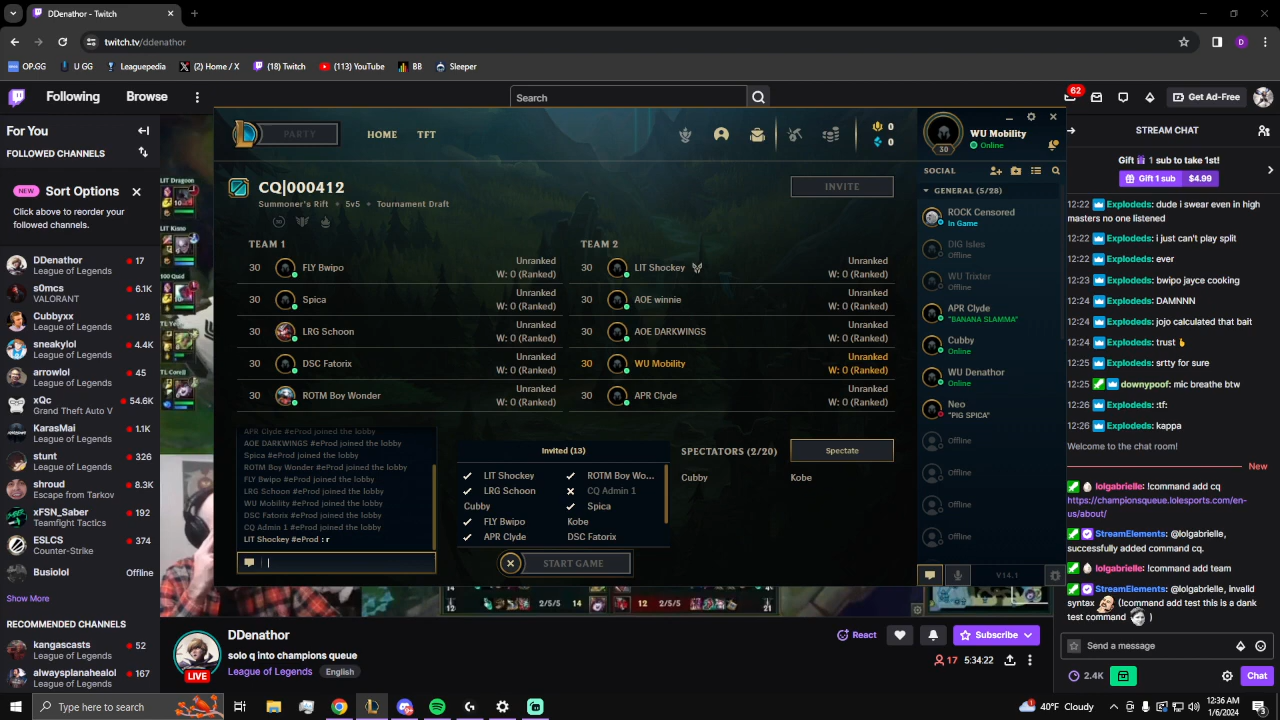 DDenathor - Twitch
twitch.tv/ddenathor
OP.GG
U GG
Leaguepedia
(2) Home / X
(18) Twitch
(113) YouTube
BB
Sleeper
Following
Browse
Search
62
Get Ad-Free
For You
FOLLOWED CHANNELS
NEW
Sort Options
Click above to reorder your
followed channels.
DDenathor
17
League of Legends
s0mcs
6.1K
VALORANT
Cubbyxx
128
League of Legends
sneakylol
4.4K
League of Legends
arrowlol
45
League of Legends
xQc
54.6K
Grand Theft Auto V
KarasMai
1.1K
League of Legends
stunt
326
League of Legends
shroud
313
Escape from Tarkov
xFSN_Saber
192
Teamfight Tactics
ESLCS
374
Counter-Strike
Busiolol
Offline
Show More
RECOMMENDED CHANNELS
kangascasts
52
League of Legends
alwaysplanahealol
167
League of Legends
LIT Dragoon
LIT Kisno
100 Quid
PARTY
HOME
TFT
0
0
30
WU Mobility
Online
CQ|000412
Summoner's Rift • 5v5 • Tournament Draft
INVITE
TEAM 1
30 FLY Bwipo Unranked
W: 0 (Ranked)
30 Spica Unranked
W: 0 (Ranked)
30 LRG Schoon Unranked
W: 0 (Ranked)
30 DSC Fatorix Unranked
W: 0 (Ranked)
30 ROTM Boy Wonder Unranked
W: 0 (Ranked)
TEAM 2
30 LIT Shockey Unranked
W: 0 (Ranked)
30 AOE winnie Unranked
W: 0 (Ranked)
30 AOE DARKWINGS Unranked
W: 0 (Ranked)
30 WU Mobility Unranked
W: 0 (Ranked)
30 APR Clyde Unranked
W: 0 (Ranked)
APR Clyde #eProd joined the lobby
AOE DARKWINGS #eProd joined the lobby
Spica #eProd joined the lobby
ROTM Boy Wonder #eProd joined the lobby
FLY Bwipo #eProd joined the lobby
LRG Schoon #eProd joined the lobby
WU Mobility #eProd joined the lobby
DSC Fatorix #eProd joined the lobby
CQ Admin 1 #eProd joined the lobby
LIT Shockey #eProd : r
Invited (13)
LIT Shockey
ROTM Boy Wo...
LRG Schoon
CQ Admin 1
Cubby
Spica
FLY Bwipo
Kobe
APR Clyde
DSC Fatorix
START GAME
SPECTATORS (2/20)
Spectate
Cubby
Kobe
SOCIAL
GENERAL (5/28)
ROCK Censored
In Game
DIG Isles
Offline
WU Trixter
Offline
APR Clyde
"BANANA SLAMMA"
Cubby
Online
WU Denathor
Online
Neo
"PIG SPICA"
Offline
Offline
Offline
Offline
V14.1
2/5/5 14
12 2/5/5
DDenathor
solo q into champions queue
League of Legends
English
LIVE
React
Subscribe
17
5:34:22
STREAM CHAT
Gift 1 sub to take 1st!
Gift 1 sub
$4.99
12:22 Explodeds: dude i swear even in high
masters no one listened
12:22 Explodeds: i just can't play split
12:22 Explodeds: ever
12:23 Explodeds: bwipo jayce cooking
12:24 Explodeds: DAMNNN
12:24 Explodeds: jojo calculated that bait
12:24 Explodeds: trust
12:25 Explodeds: srtty for sure
12:25 downypoof: mic breathe btw
12:26 Explodeds: :tf:
12:26 Explodeds: kappa
Welcome to the chat room!
New
lolgabrielle: !command add cq
https://championsqueue.lolesports.com/en-
us/about/
StreamElements: @lolgabrielle,
successfully added command cq.
lolgabrielle: !command add team
StreamElements: @lolgabrielle, Invalid
syntax (!command add test this is a dank
test command )
Send a message
2.4K
Chat
Type here to search
40°F Cloudy
12:36 AM
1/6/2024
3